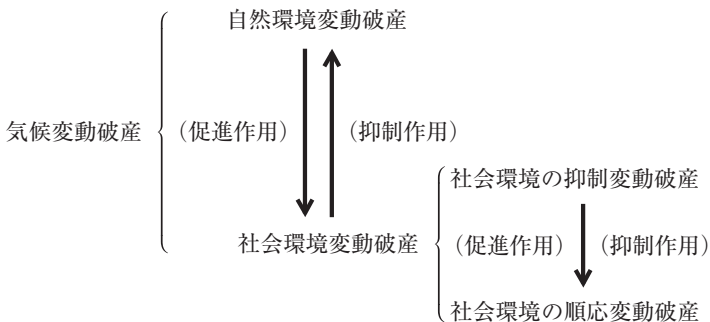 自然環境変動破産
気候変動破産 (促進作用) (抑制作用)
社会環境の抑制変動破産
社会環境変動破産 (促進作用) (抑制作用)
社会環境の順応変動破産